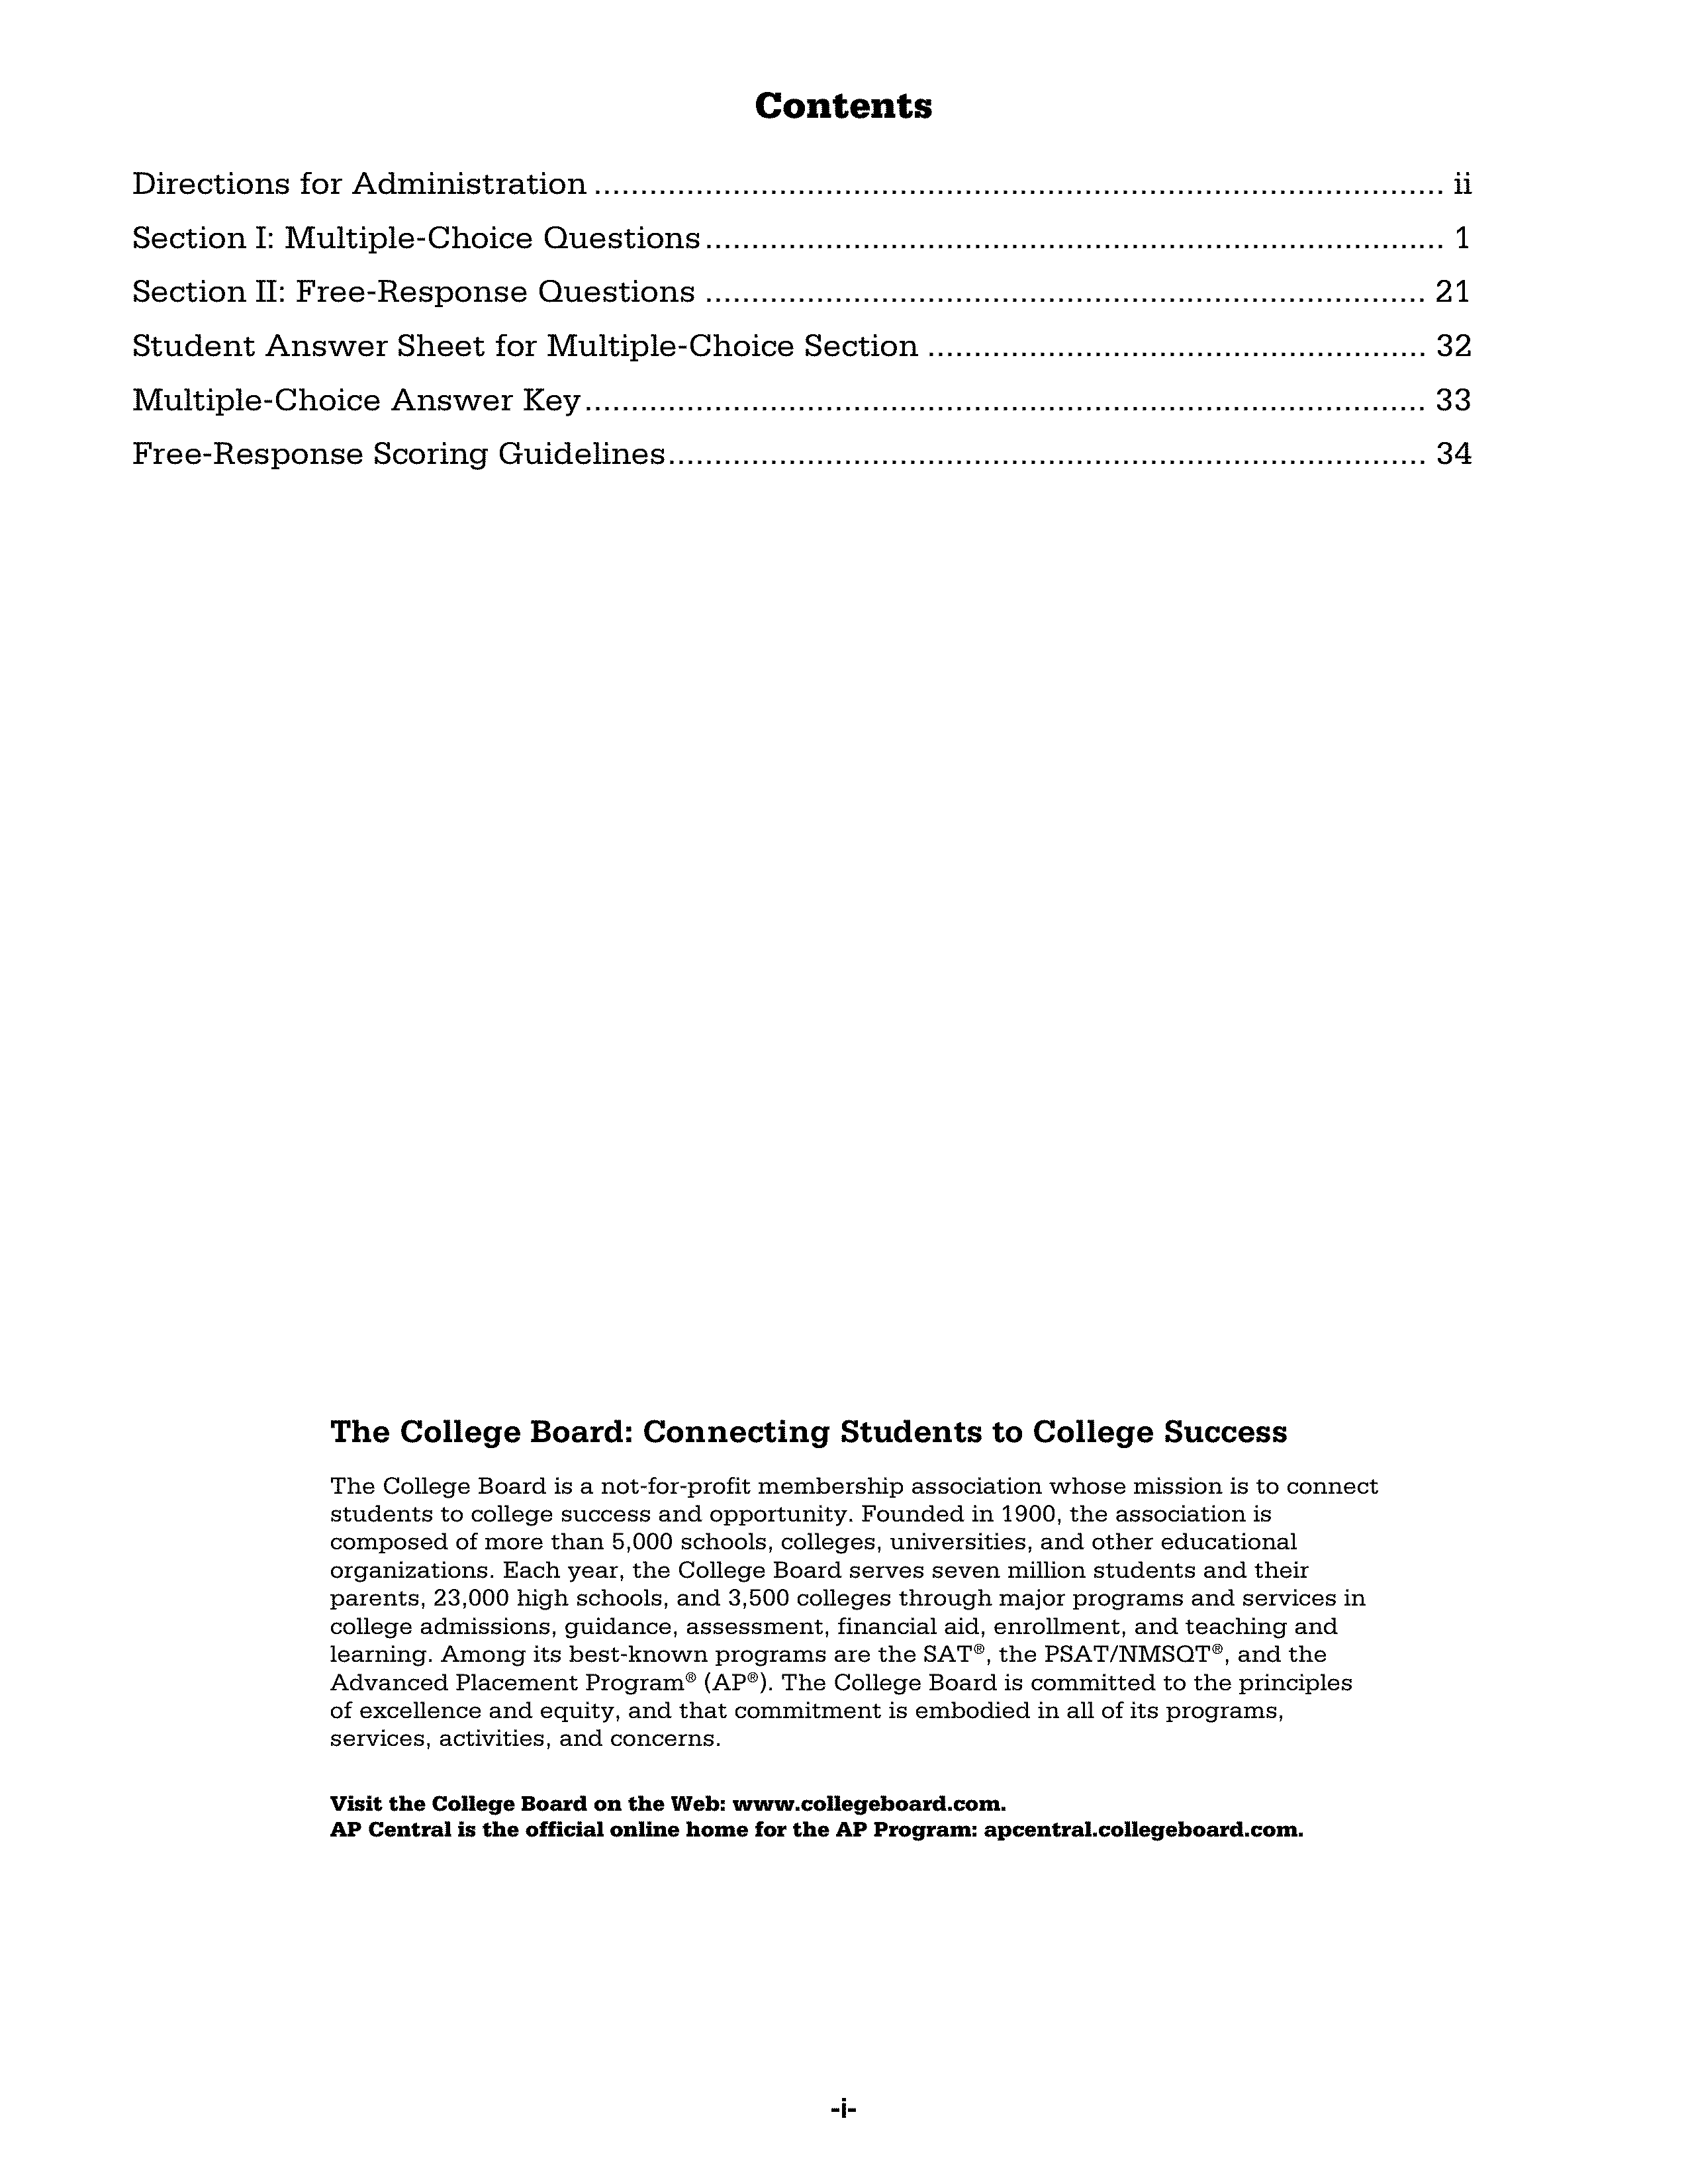 Contents
Directions for Administration ............................................................................................ ii
Section I: Multiple-Choice Questions ................................................................................ 1
Section II: Free-Response Questions .............................................................................. 21
Student Answer Sheet for Multiple-Choice Section ...................................................... 32
Multiple-Choice Answer Key ........................................................................................... 33
Free-Response Scoring Guidelines .................................................................................. 34
The College Board: Connecting Students to College Success
The College Board is a not-for-profit membership association whose mission is to connect
students to college success and opportunity. Founded in 1900, the association is
composed of more than 5,000 schools, colleges, universities, and other educational
organizations. Each year, the College Board serves seven million students and their
parents, 23,000 high schools, and 3,500 colleges through major programs and services in
college admissions, guidance, assessment, financial aid, enrollment, and teaching and
learning. Among its best-known programs are the SAT®, the PSAT/NMSQT®, and the
Advanced Placement Program® (AP®). The College Board is committed to the principles
of excellence and equity, and that commitment is embodied in all of its programs,
services, activities, and concerns.
Visit the College Board on the Web: www.collegeboard.com.
AP Central is the official online home for the AP Program: apcentral.collegeboard.com.
-i-